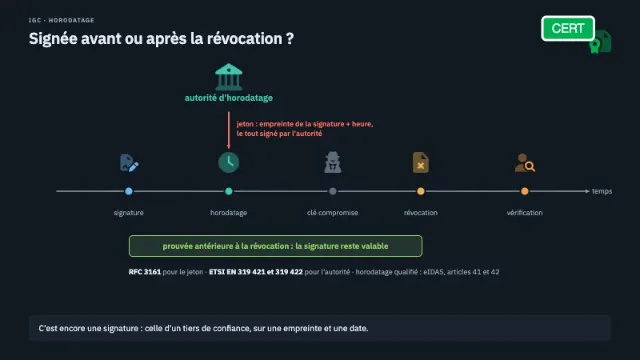 IGC · HORODATAGE
Signée avant ou après la révocation ?
CERT
autorité d'horodatage
jeton : empreinte de la signature + heure,
le tout signé par l'autorité
temps
signature
horodatage
clé compromise
révocation
vérification
prouvée antérieure à la révocation : la signature reste valable
RFC 3161 pour le jeton · ETSI EN 319 421 et 319 422 pour l'autorité · horodatage qualifié : eIDAS, articles 41 et 42
C'est encore une signature : celle d'un tiers de confiance, sur une empreinte et une date.